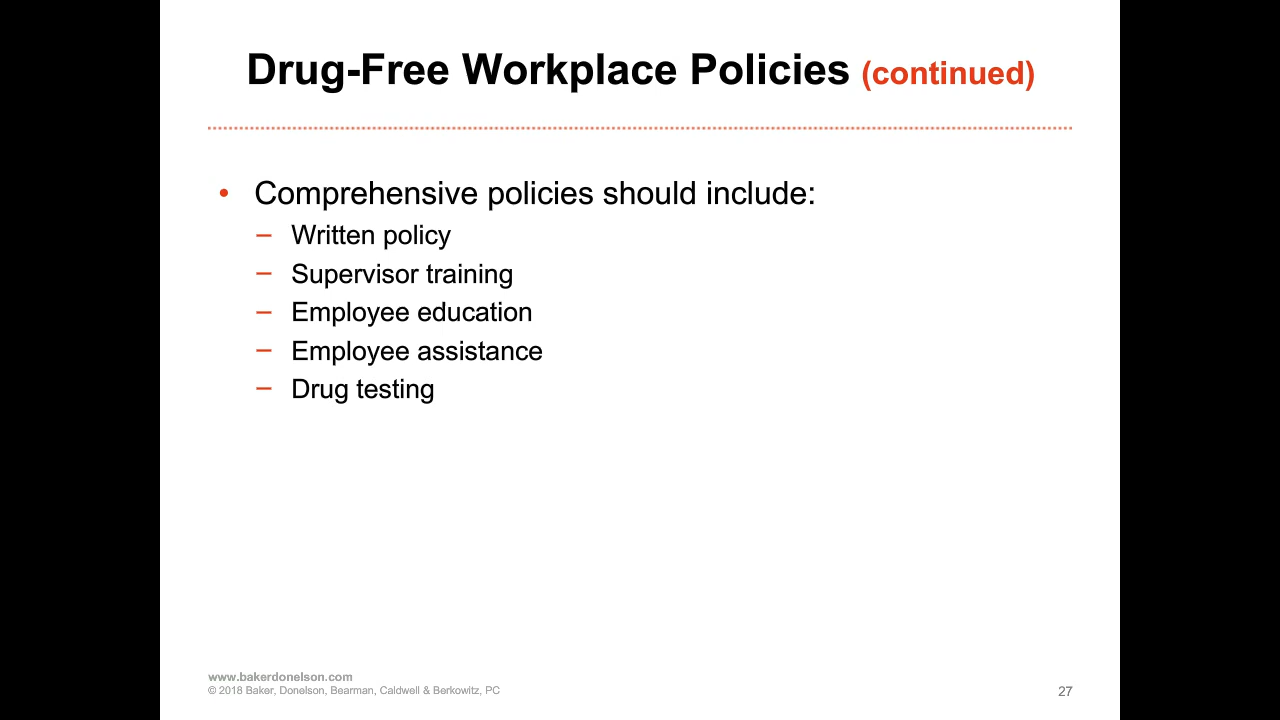 Drug-Free Workplace Policies (continued)
• Comprehensive policies should include:
– Written policy
– Supervisor training
– Employee education
– Employee assistance
– Drug testing
www.bakerdonelson.com
© 2018 Baker, Donelson, Bearman, Caldwell & Berkowitz, PC
27